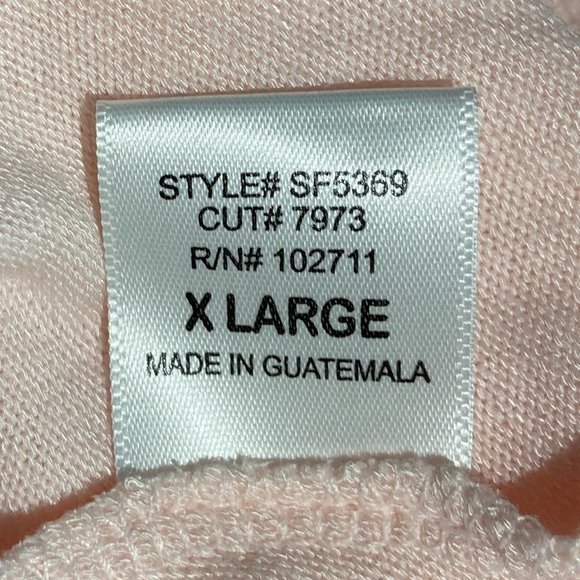 STYLE# SF5369
CUT# 7973
R/N# 102711
X LARGE
MADE IN GUATEMALA